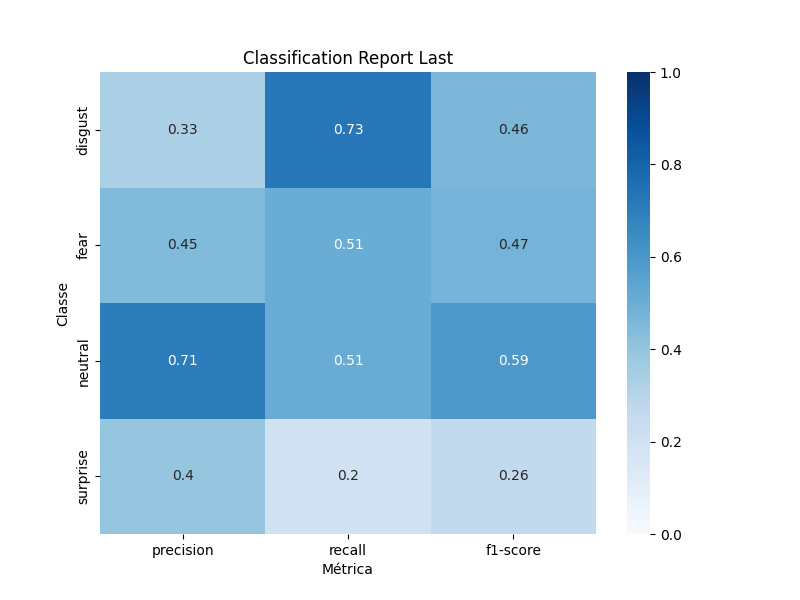 Classification Report Last
Classe
disgust 0.33 0.73 0.46
fear 0.45 0.51 0.47
neutral 0.71 0.51 0.59
surprise 0.4 0.2 0.26
precision recall f1-score
Métrica
1.0
0.8
0.6
0.4
0.2
0.0